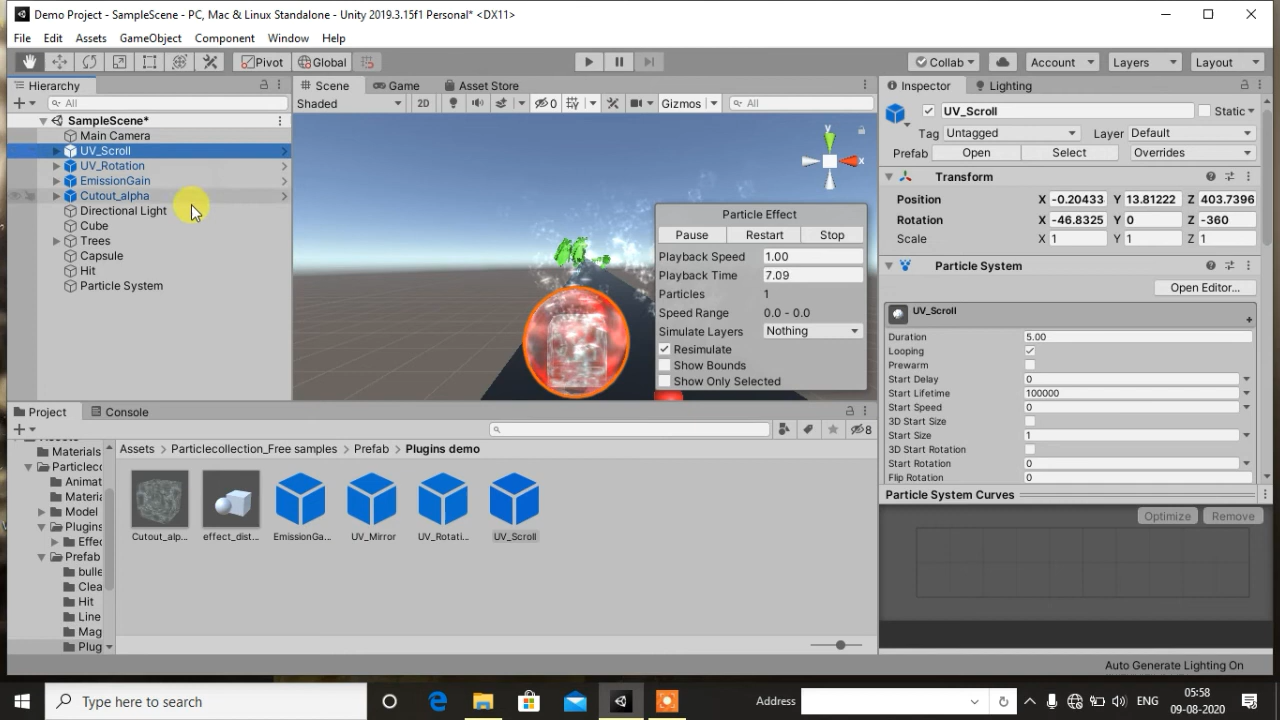 Demo Project - SampleScene - PC, Mac & Linux Standalone - Unity 2019.3.15f1 Personal* <DX11>
File Edit Assets GameObject Component Window Help
Pivot Global Collab Account Layers Layout
Hierarchy
All
SampleScene*
Main Camera
UV_Scroll
UV_Rotation
EmissionGain
Cutout_alpha
Directional Light
Cube
Trees
Capsule
Hit
Particle System
Scene Game Asset Store
Shaded 2D 0 Gizmos All
y
x
Particle Effect
Pause Restart Stop
Playback Speed 1.00
Playback Time 7.09
Particles 1
Speed Range 0.0 - 0.0
Simulate Layers Nothing
Resimulate
Show Bounds
Show Only Selected
Inspector Lighting
UV_Scroll Static
Tag Untagged Layer Default
Prefab Open Select Overrides
Transform
Position X -0.20433 Y 13.81222 Z 403.7396
Rotation X -46.8325 Y 0 Z -360
Scale X 1 Y 1 Z 1
Particle System
Open Editor...
UV_Scroll
Duration 5.00
Looping
Prewarm
Start Delay 0
Start Lifetime 100000
Start Speed 0
3D Start Size
Start Size 1
3D Start Rotation
Start Rotation 0
Flip Rotation 0
Particle System Curves
Optimize Remove
Project Console
8
Materials
Particlec
Animat
Materia
Model
Plugins
Effe
Prefab
bulle
Clea
Hit
Line
Mag
Plug
Assets > Particlecollection_Free samples > Prefab > Plugins demo
Cutout_alp... effect_dist... EmissionGa... UV_Mirror UV_Rotati... UV_Scroll
Auto Generate Lighting On
Type here to search
Address
ENG
05:58
09-08-2020